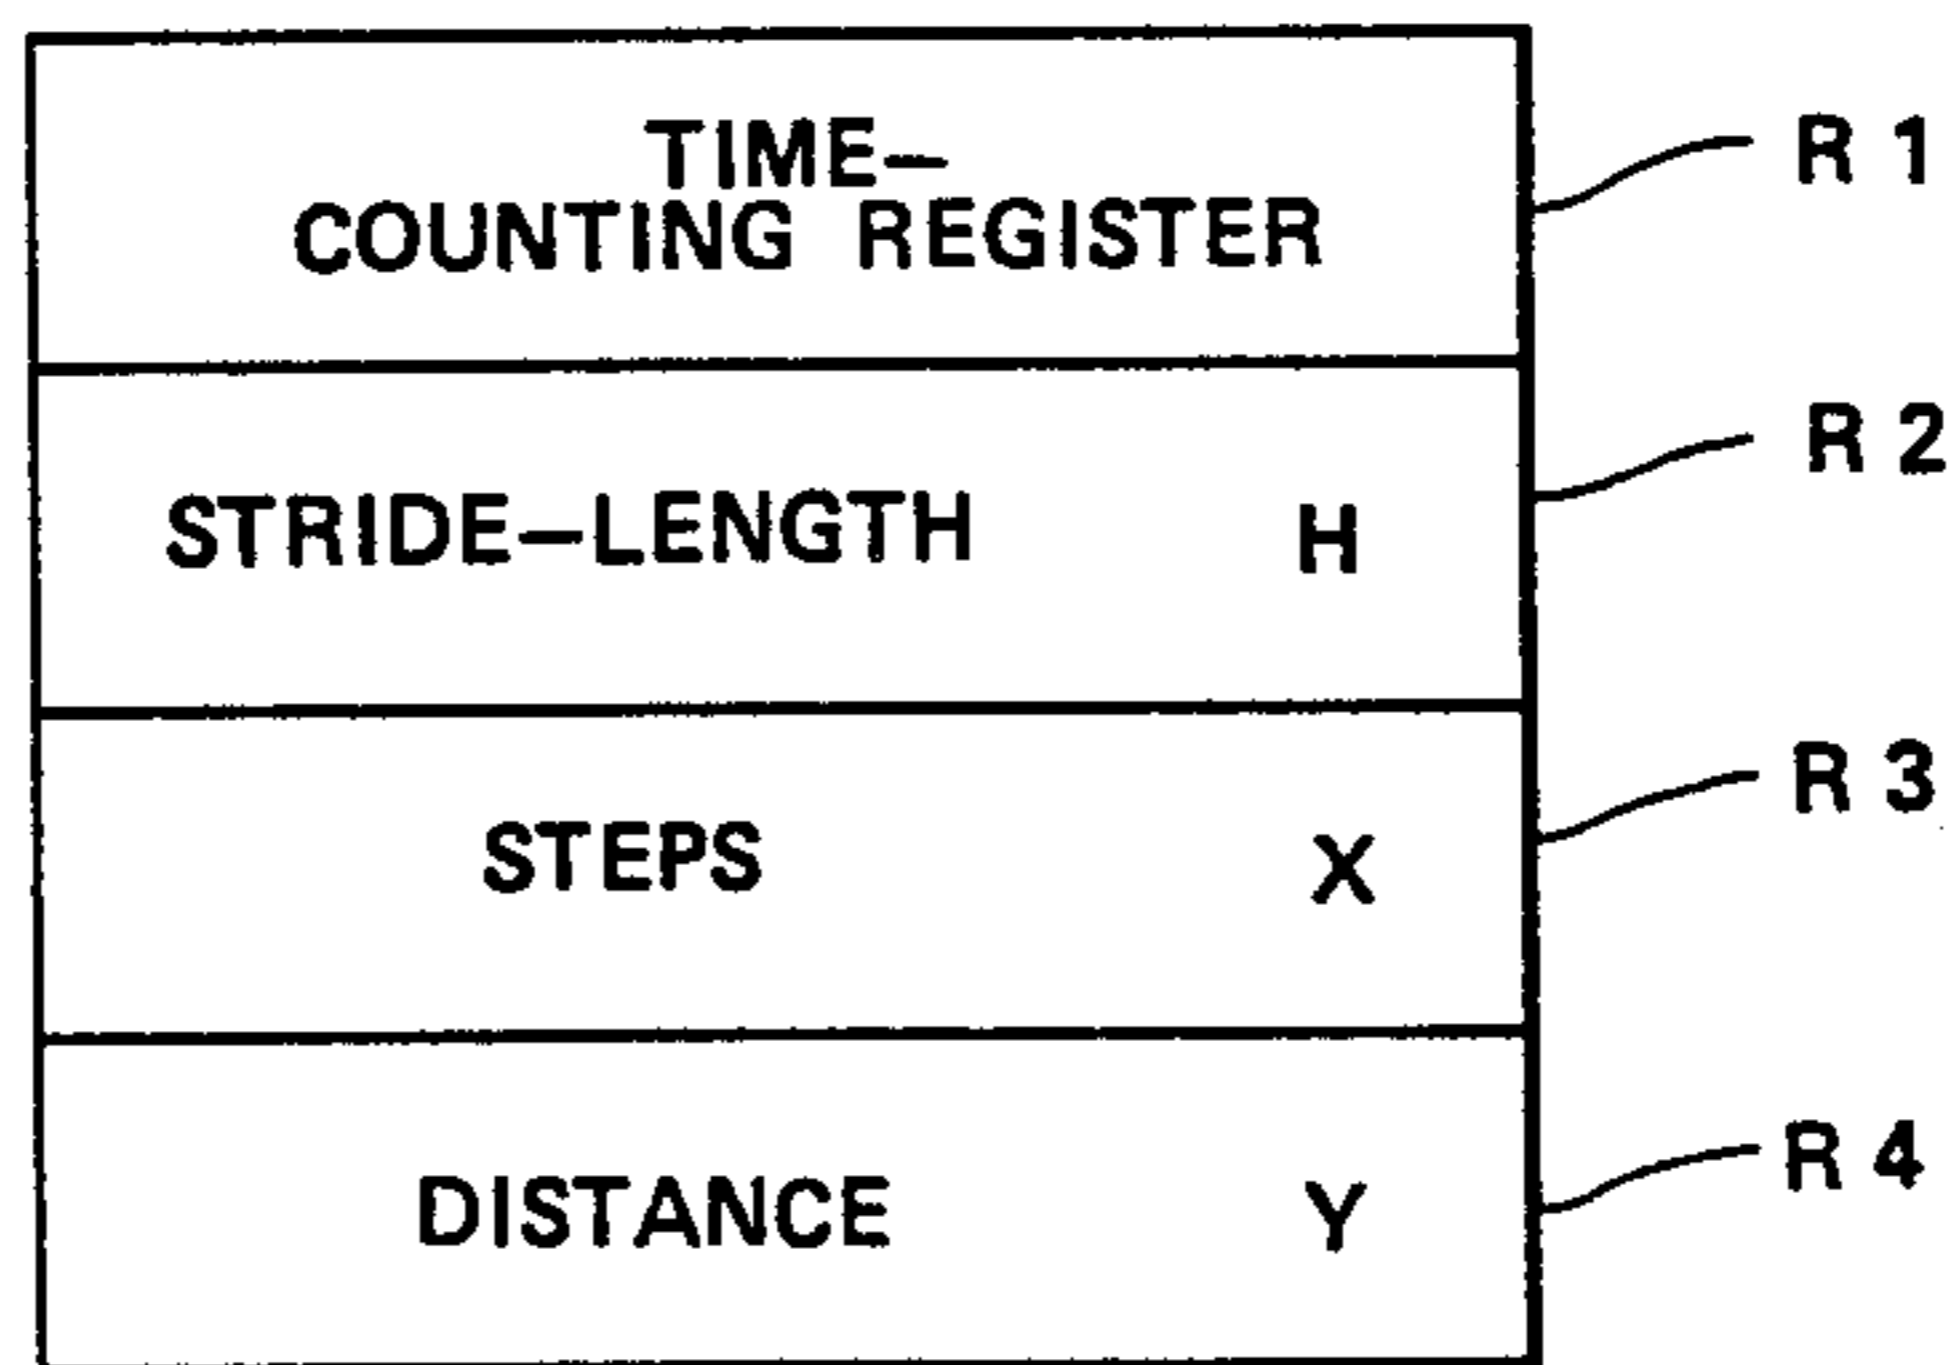 TIME–
COUNTING REGISTER
R 1
STRIDE–LENGTH H
R 2
STEPS X
R 3
DISTANCE Y
R 4